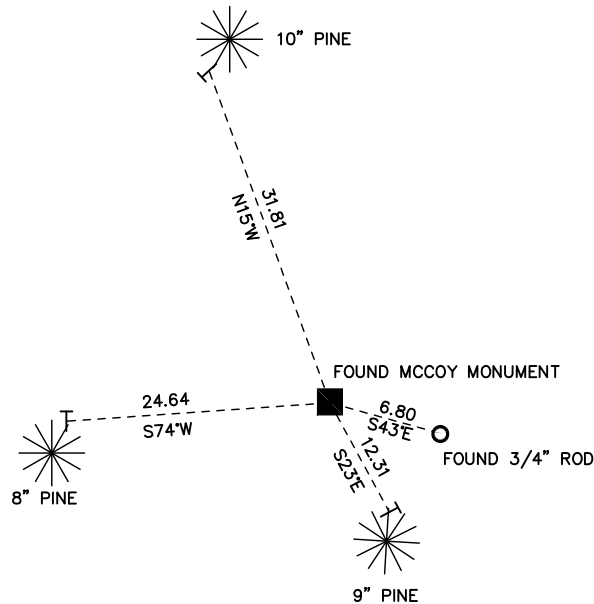 10" PINE
31.81
N15°W
FOUND MCCOY MONUMENT
24.64
S74°W
6.80
S43°E
FOUND 3/4" ROD
12.31
S23°E
8" PINE
9" PINE